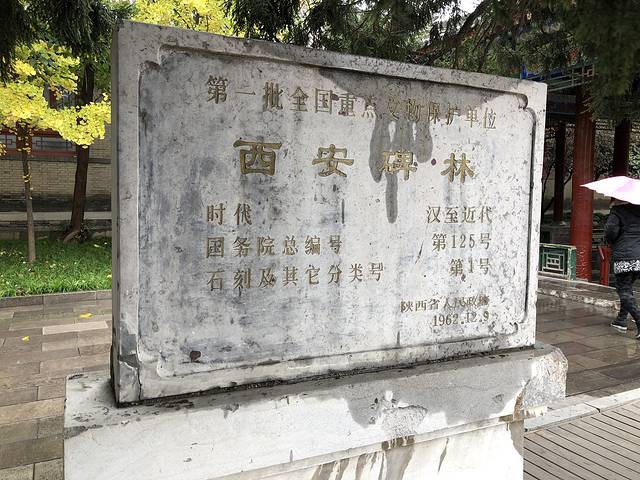 第一批全国重点文物保护单位
西安碑·林
时代 汉至近代
国务院总编号 第125号
石刻及其它分类号 第1号
陕西省人民政府
1962.12.9